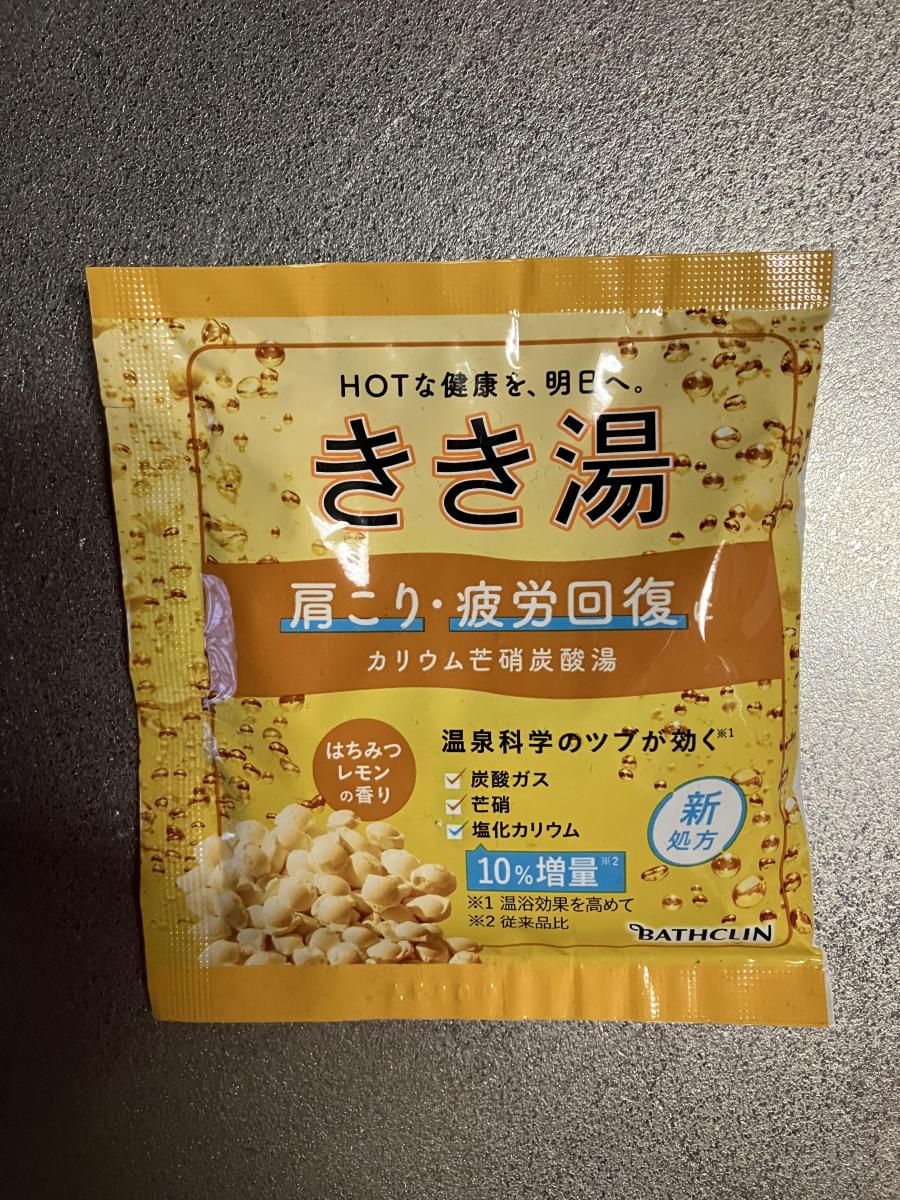 HOTな健康を、明日へ。
きき湯
肩こり・疲労回復に
カリウム芒硝炭酸湯
はちみつ
レモン
の香り
温泉科学のツブが効く※1
炭酸ガス
芒硝
塩化カリウム
10%増量※2
※1 温浴効果を高めて
※2 従来品比
新
処方
BATHCLIN